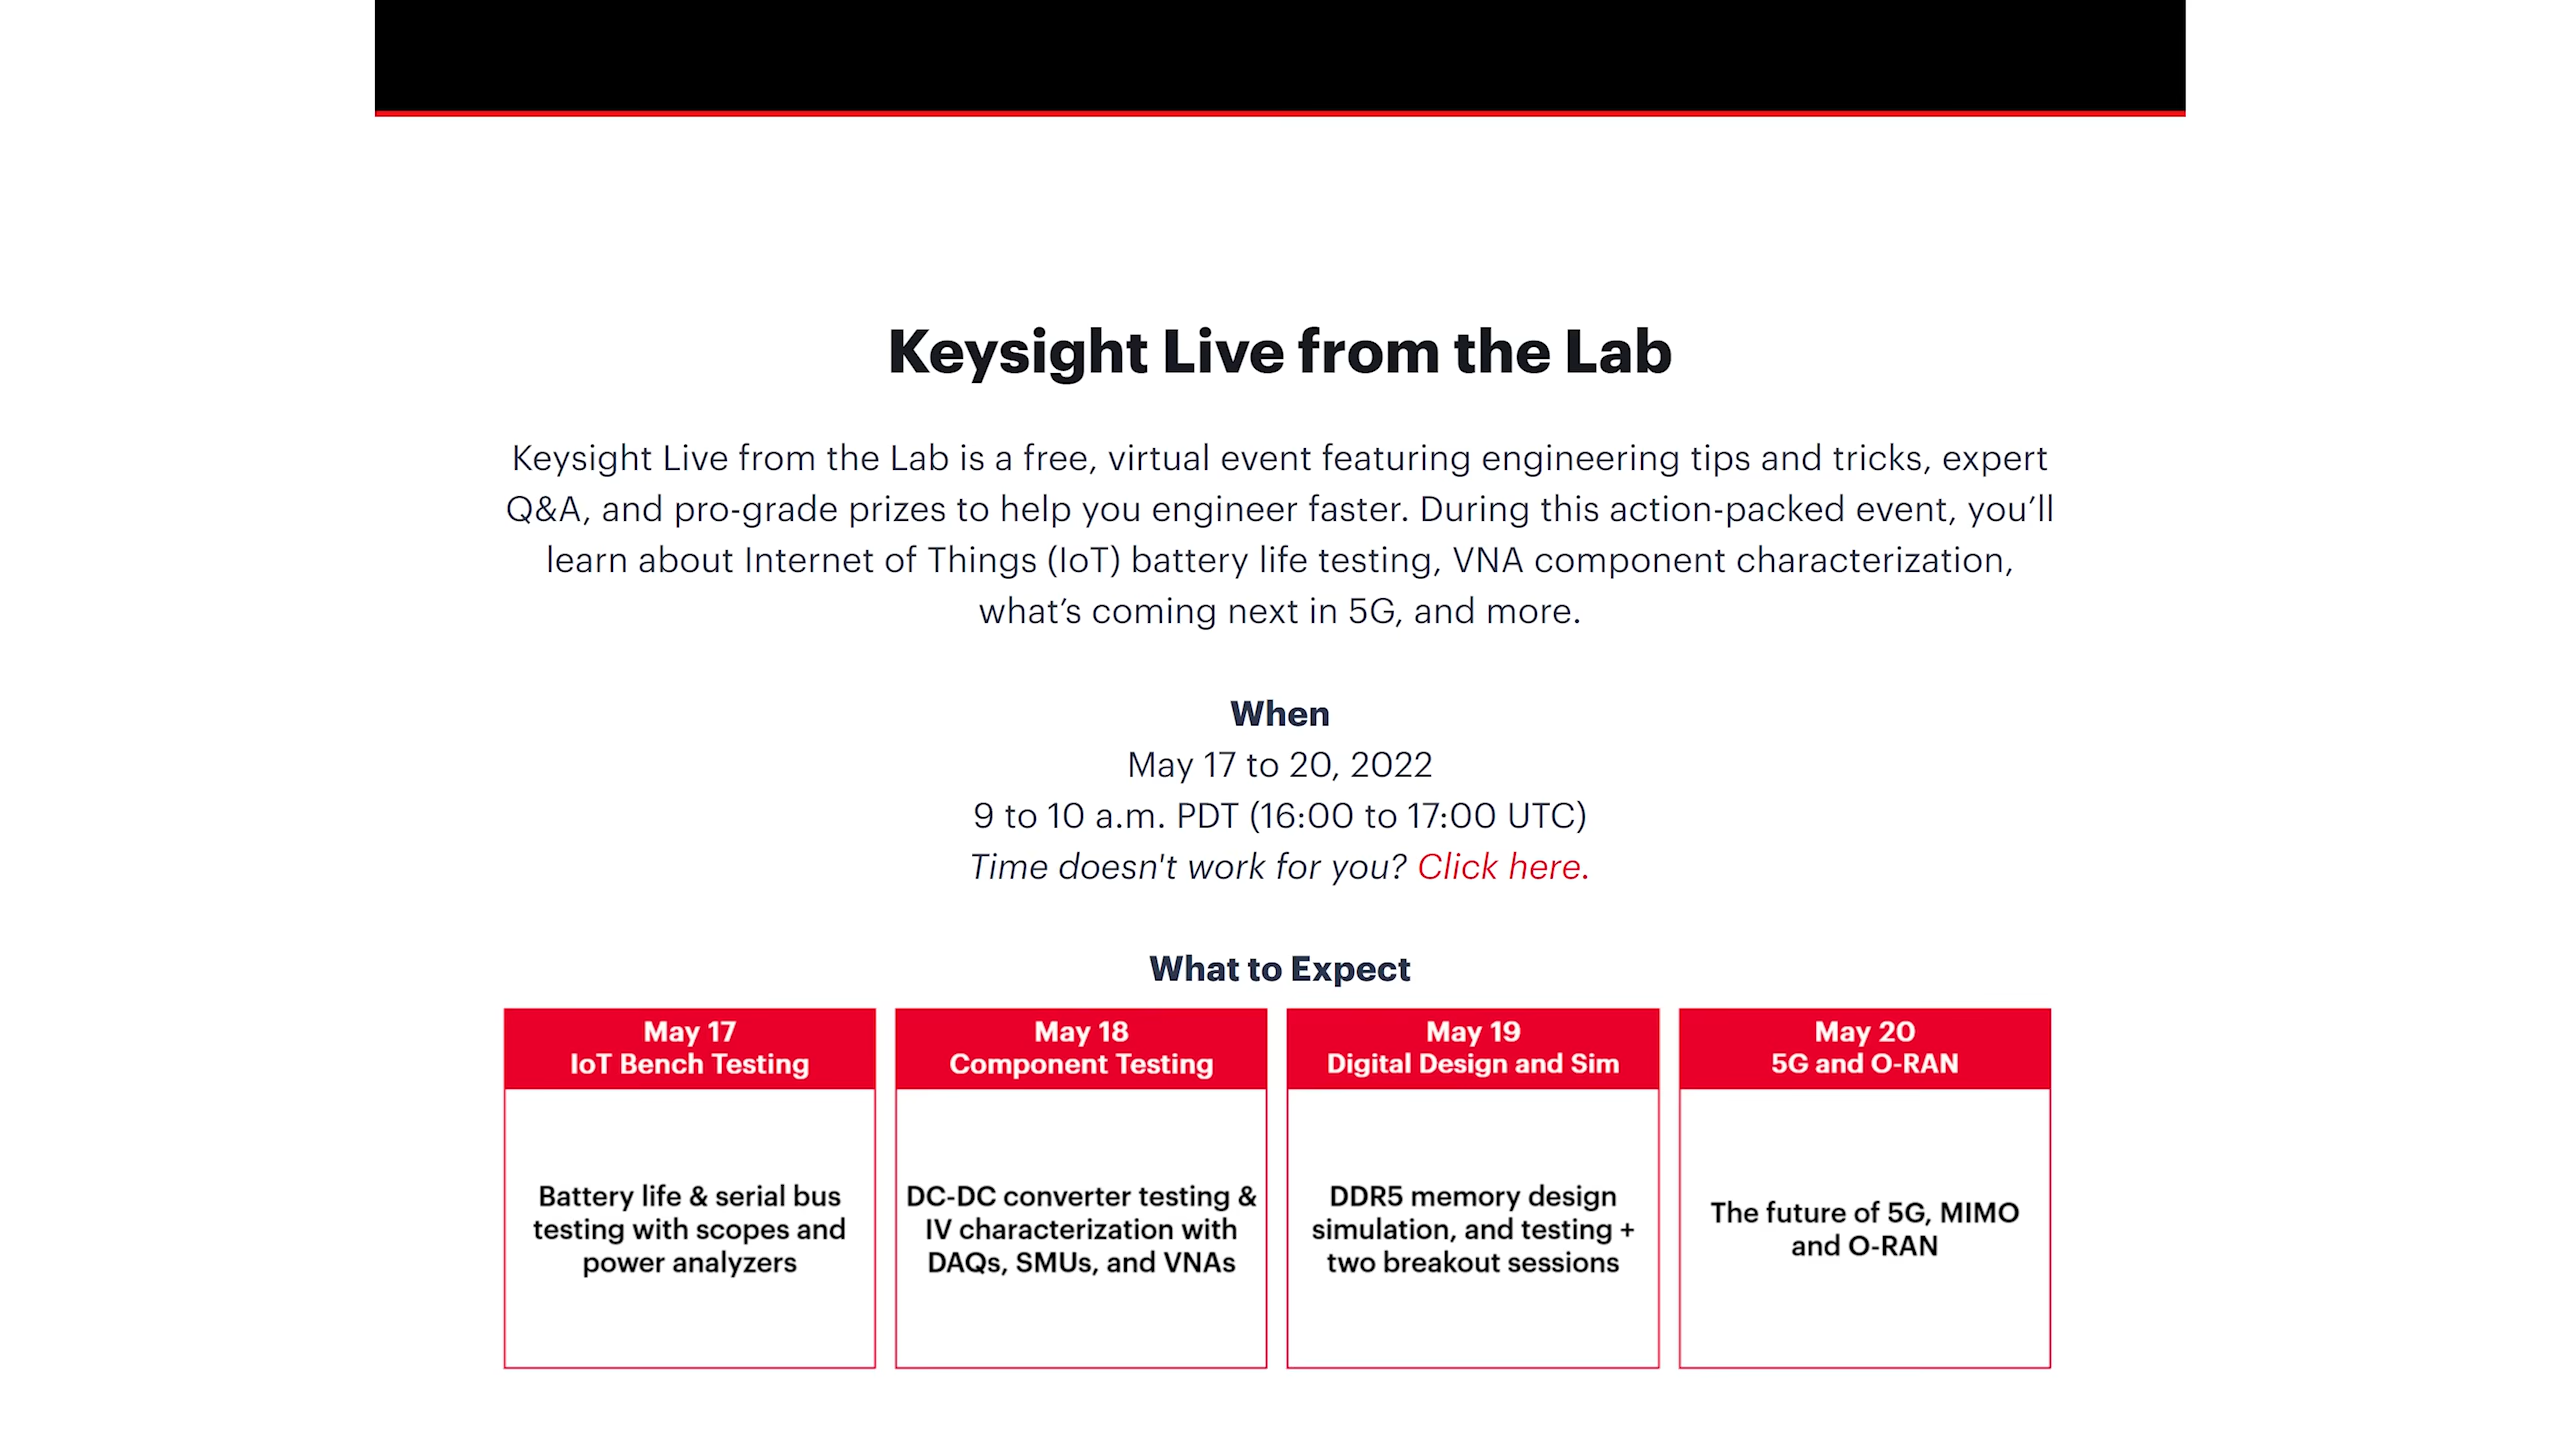 Keysight Live from the Lab
Keysight Live from the Lab is a free, virtual event featuring engineering tips and tricks, expert
Q&A, and pro-grade prizes to help you engineer faster. During this action-packed event, you’ll
learn about Internet of Things (IoT) battery life testing, VNA component characterization,
what’s coming next in 5G, and more.
When
May 17 to 20, 2022
9 to 10 a.m. PDT (16:00 to 17:00 UTC)
Time doesn't work for you? Click here.
What to Expect
May 17
IoT Bench Testing
Battery life & serial bus
testing with scopes and
power analyzers
May 18
Component Testing
DC-DC converter testing &
IV characterization with
DAQs, SMUs, and VNAs
May 19
Digital Design and Sim
DDR5 memory design
simulation, and testing +
two breakout sessions
May 20
5G and O-RAN
The future of 5G, MIMO
and O-RAN